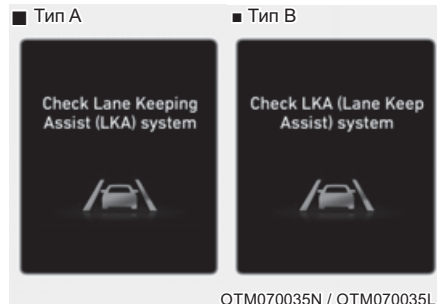 ■ Тип A
■ Тип B
Check Lane Keeping
Assist (LKA) system
Check LKA (Lane Keep
Assist) system
OTM070035N / OTM070035L